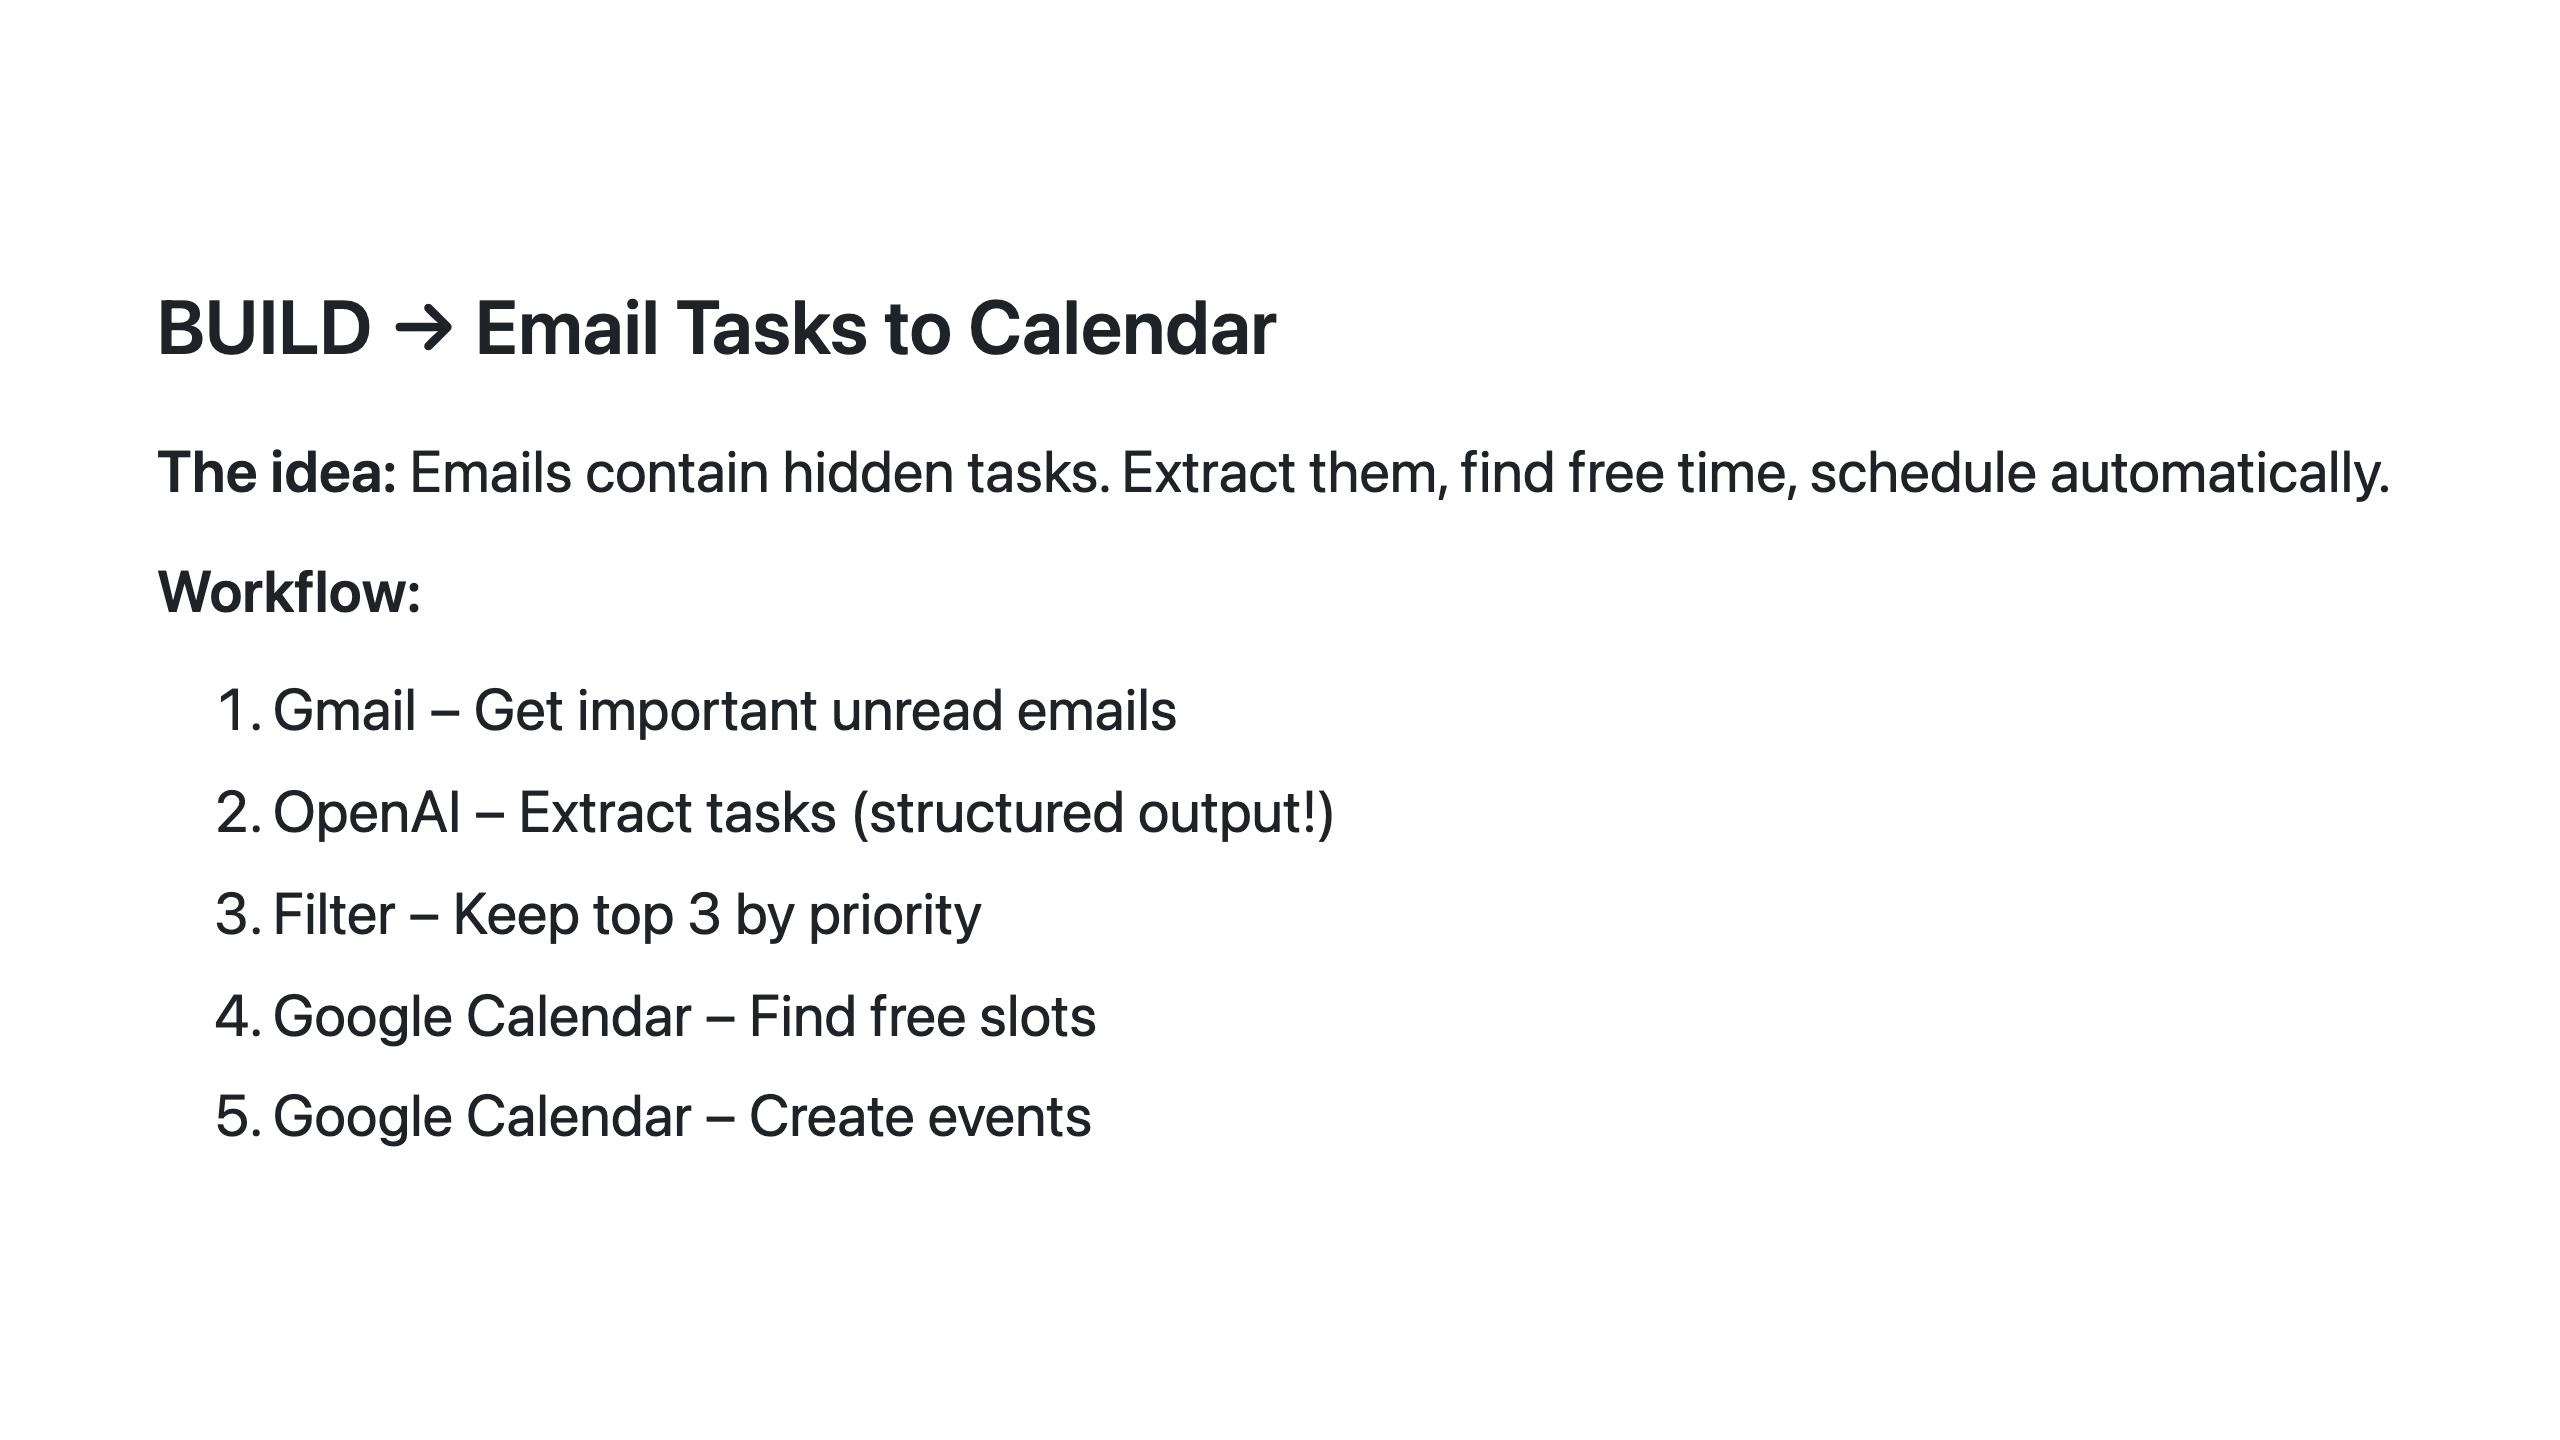 BUILD → Email Tasks to Calendar
The idea: Emails contain hidden tasks. Extract them, find free time, schedule automatically.
Workflow:
1. Gmail – Get important unread emails
2. OpenAI – Extract tasks (structured output!)
3. Filter – Keep top 3 by priority
4. Google Calendar – Find free slots
5. Google Calendar – Create events